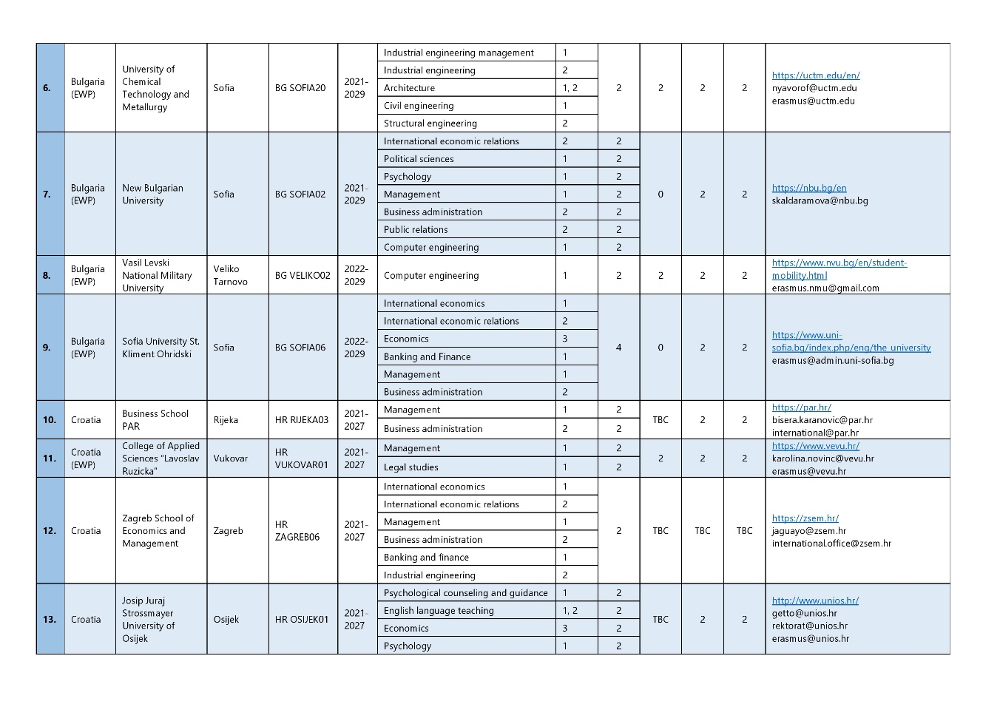 6.
Bulgaria
(EWP)
University of
Chemical
Technology and
Metallurgy
Sofia
BG SOFIA20
2021-
2029
Industrial engineering management 1
Industrial engineering 2
Architecture 1, 2
Civil engineering 1
Structural engineering 2
2 2 2 2
https://uctm.edu/en/
nyavorof@uctm.edu
erasmus@uctm.edu
7.
Bulgaria
(EWP)
New Bulgarian
University
Sofia
BG SOFIA02
2021-
2029
International economic relations 2 2
Political sciences 1 2
Psychology 1 2
Management 1 2
Business administration 2 2
Public relations 2 2
Computer engineering 1 2
0 2 2
https://nbu.bg/en
skaldaramova@nbu.bg
8.
Bulgaria
(EWP)
Vasil Levski
National Military
University
Veliko
Tarnovo
BG VELIKO02
2022-
2029
Computer engineering 1 2 2 2 2
https://www.nvu.bg/en/student-
mobility.html
erasmus.nmu@gmail.com
9.
Bulgaria
(EWP)
Sofia University St.
Kliment Ohridski
Sofia
BG SOFIA06
2022-
2029
International economics 1
International economic relations 2
Economics 3
Banking and Finance 1
Management 1
Business administration 2
4 0 2 2
https://www.uni-
sofia.bg/index.php/eng/the_university
erasmus@admin.uni-sofia.bg
10.
Croatia
Business School
PAR
Rijeka
HR RIJEKA03
2021-
2027
Management 1 2
Business administration 2 2
TBC 2 2
https://par.hr/
bisera.karanovic@par.hr
international@par.hr
11.
Croatia
(EWP)
College of Applied
Sciences "Lavoslav
Ruzicka"
Vukovar
HR
VUKOVAR01
2021-
2027
Management 1 2
Legal studies 1 2
2 2 2
https://www.vevu.hr/
karolina.novinc@vevu.hr
erasmus@vevu.hr
12.
Croatia
Zagreb School of
Economics and
Management
Zagreb
HR
ZAGREB06
2021-
2027
International economics 1
International economic relations 2
Management 1
Business administration 2
Banking and finance 1
Industrial engineering 2
2 TBC TBC TBC
https://zsem.hr/
jaguayo@zsem.hr
international.office@zsem.hr
13.
Croatia
Josip Juraj
Strossmayer
University of
Osijek
Osijek
HR OSIJEK01
2021-
2027
Psychological counseling and guidance 1 2
English language teaching 1, 2 2
Economics 3 2
Psychology 1 2
TBC 2 2
http://www.unios.hr/
getto@unios.hr
rektorat@unios.hr
erasmus@unios.hr